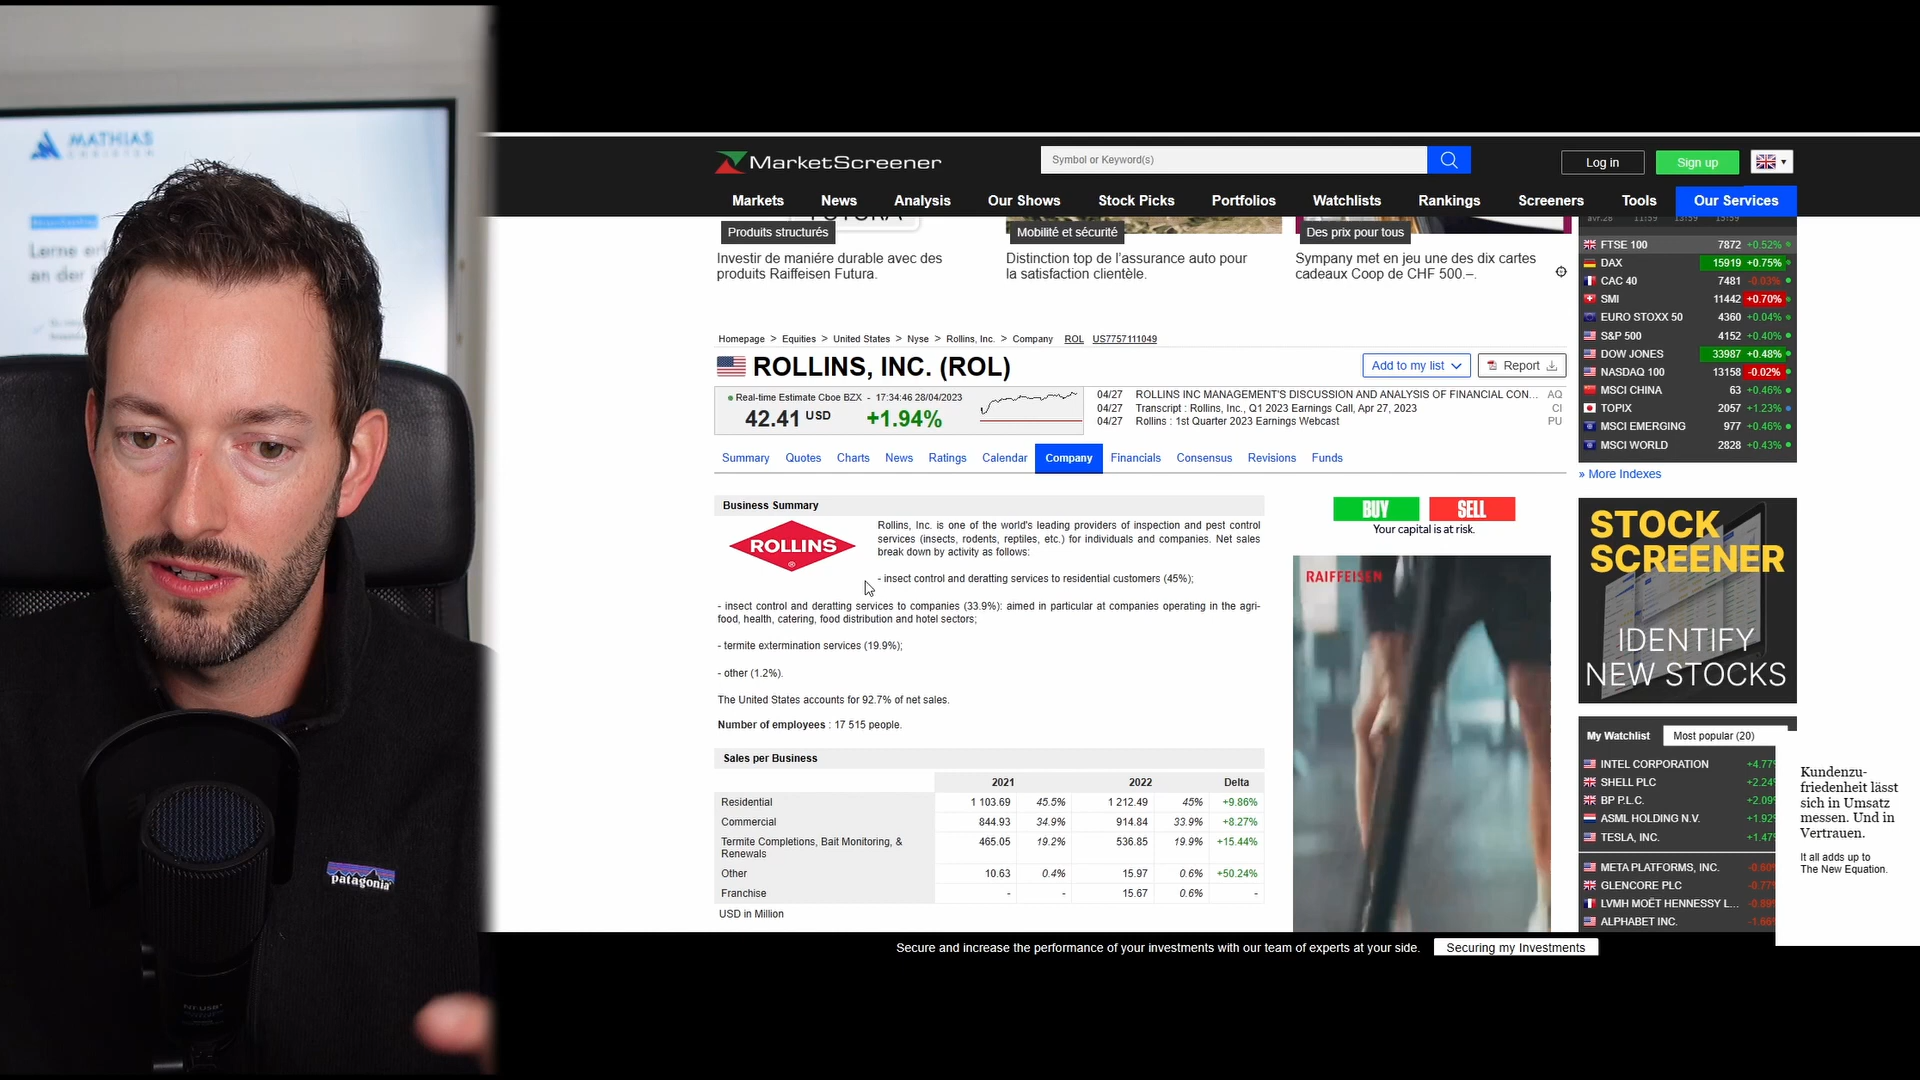 MATHIAS
CHRISTEN
Lerne erf
an der
patagonia
MarketScreener
Symbol or Keyword(s)
Log in
Sign up
Markets
News
Analysis
Our Shows
Stock Picks
Portfolios
Watchlists
Rankings
Screeners
Tools
Our Services
Produits structurés
Investir de maniére durable avec des
produits Raiffeisen Futura.
Mobilité et sécurité
Distinction top de l'assurance auto pour
la satisfaction clientèle.
Des prix pour tous
Sympany met en jeu une des dix cartes
cadeaux Coop de CHF 500.–.
Homepage > Equities > United States > Nyse > Rollins, Inc. > Company ROL US7757111049
ROLLINS, INC. (ROL)
Add to my list
Report
Real-time Estimate Cboe BZX - 17:34:46 28/04/2023
42.41 USD +1.94%
04/27 ROLLINS INC MANAGEMENT'S DISCUSSION AND ANALYSIS OF FINANCIAL CON... AQ
04/27 Transcript : Rollins, Inc., Q1 2023 Earnings Call, Apr 27, 2023 CI
04/27 Rollins : 1st Quarter 2023 Earnings Webcast PU
Summary
Quotes
Charts
News
Ratings
Calendar
Company
Financials
Consensus
Revisions
Funds
Business Summary
ROLLINS
Rollins, Inc. is one of the world's leading providers of inspection and pest control
services (insects, rodents, reptiles, etc.) for individuals and companies. Net sales
break down by activity as follows:
- insect control and deratting services to residential customers (45%);
- insect control and deratting services to companies (33.9%): aimed in particular at companies operating in the agri-
food, health, catering, food distribution and hotel sectors;
- termite extermination services (19.9%);
- other (1.2%).
The United States accounts for 92.7% of net sales.
Number of employees : 17 515 people.
Sales per Business
2021 2022 Delta
Residential 1 103.69 45.5% 1 212.49 45% +9.86%
Commercial 844.93 34.9% 914.84 33.9% +8.27%
Termite Completions, Bait Monitoring, & 465.05 19.2% 536.85 19.9% +15.44%
Renewals
Other 10.63 0.4% 15.97 0.6% +50.24%
Franchise - - 15.67 0.6% -
USD in Million
BUY
SELL
Your capital is at risk.
RAIFFEISEN
FTSE 100 7872 +0.52%
DAX 15919 +0.75%
CAC 40 7481 -0.03%
SMI 11442 +0.70%
EURO STOXX 50 4360 +0.04%
S&P 500 4152 +0.40%
DOW JONES 33987 +0.48%
NASDAQ 100 13158 -0.02%
MSCI CHINA 63 +0.46%
TOPIX 2057 +1.23%
MSCI EMERGING 977 +0.46%
MSCI WORLD 2828 +0.43%
» More Indexes
STOCK
SCREENER
IDENTIFY
NEW STOCKS
My Watchlist
Most popular (20)
INTEL CORPORATION +4.77
SHELL PLC +2.24
BP P.L.C. +2.09
ASML HOLDING N.V. +1.92
TESLA, INC. +1.47
META PLATFORMS, INC.
GLENCORE PLC
LVMH MOËT HENNESSY L...
ALPHABET INC.
Kundenzu-
friedenheit lässt
sich in Umsatz
messen. Und in
Vertrauen.
It all adds up to
The New Equation.
Secure and increase the performance of your investments with our team of experts at your side.
Securing my Investments